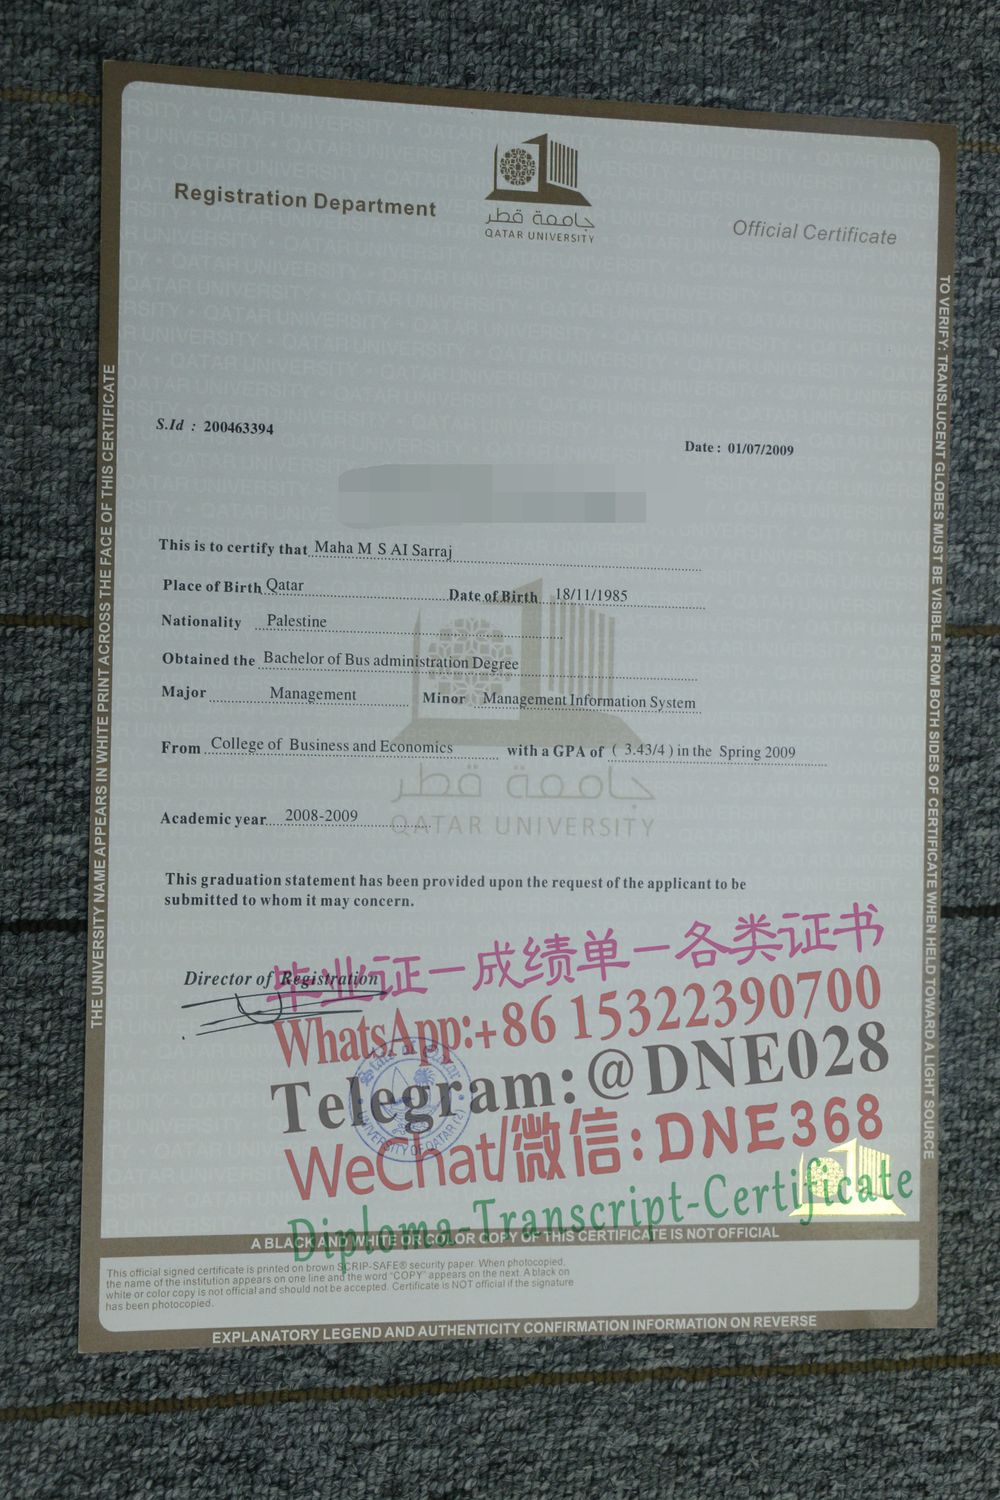 Registration Department
جامعة قطر
QATAR UNIVERSITY
Official Certificate
S.Id : 200463394
Date : 01/07/2009
This is to certify that Maha M S AI Sarraj
Place of Birth Qatar Date of Birth 18/11/1985
Nationality Palestine
Obtained the Bachelor of Bus administration Degree
Major Management Minor Management Information System
From College of Business and Economics with a GPA of ( 3.43/4 ) in the Spring 2009
جامعة قطر
QATAR UNIVERSITY
Academic year 2008-2009
This graduation statement has been provided upon the request of the applicant to be
submitted to whom it may concern.
Director of Registration
毕业证一成绩单一各类证书
WhatsApp:+86 15322390700
Telegram:@DNE028
WeChat/微信:DNE368
Diploma-Transcript-Certificate
State of Qatar
UNIVERSITY OF QATAR (2)
A BLACK AND WHITE OR COLOR COPY OF THIS CERTIFICATE IS NOT OFFICIAL
This official signed certificate is printed on brown SCRIP-SAFE® security paper. When photocopied,
the name of the institution appears on one line and the word "COPY" appears on the next. A black on
white or color copy is not official and should not be accepted. Certificate is NOT official if the signature
has been photocopied.
EXPLANATORY LEGEND AND AUTHENTICITY CONFIRMATION INFORMATION ON REVERSE
THE UNIVERSITY NAME APPEARS IN WHITE PRINT ACROSS THE FACE OF THIS CERTIFICATE
TO VERIFY: TRANSLUCENT GLOBES MUST BE VISIBLE FROM BOTH SIDES OF CERTIFICATE WHEN HELD TOWARD A LIGHT SOURCE